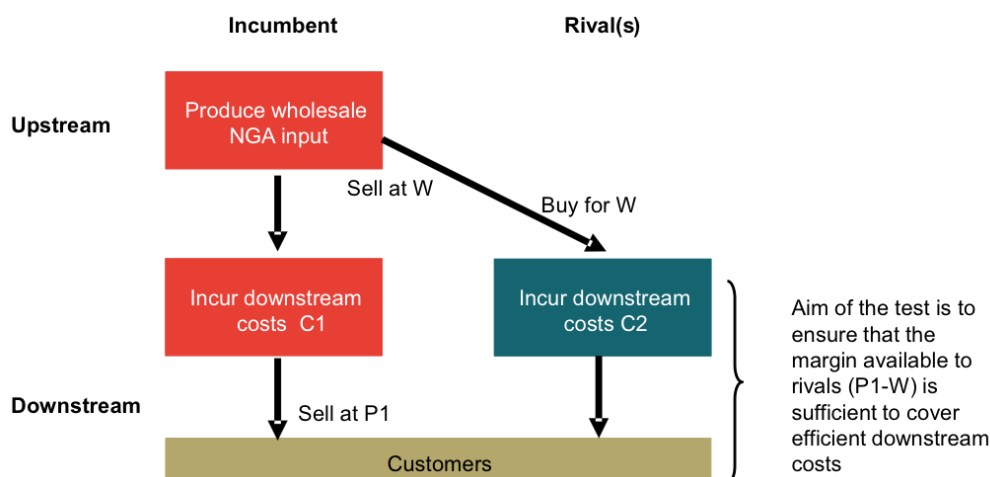 Incumbent
Rival(s)
Upstream
Produce wholesale
NGA input
Sell at W
Buy for W
Incur downstream
costs C1
Incur downstream
costs C2
Aim of the test is to
ensure that the
margin available to
rivals (P1-W) is
sufficient to cover
efficient downstream
costs
Downstream
Sell at P1
Customers